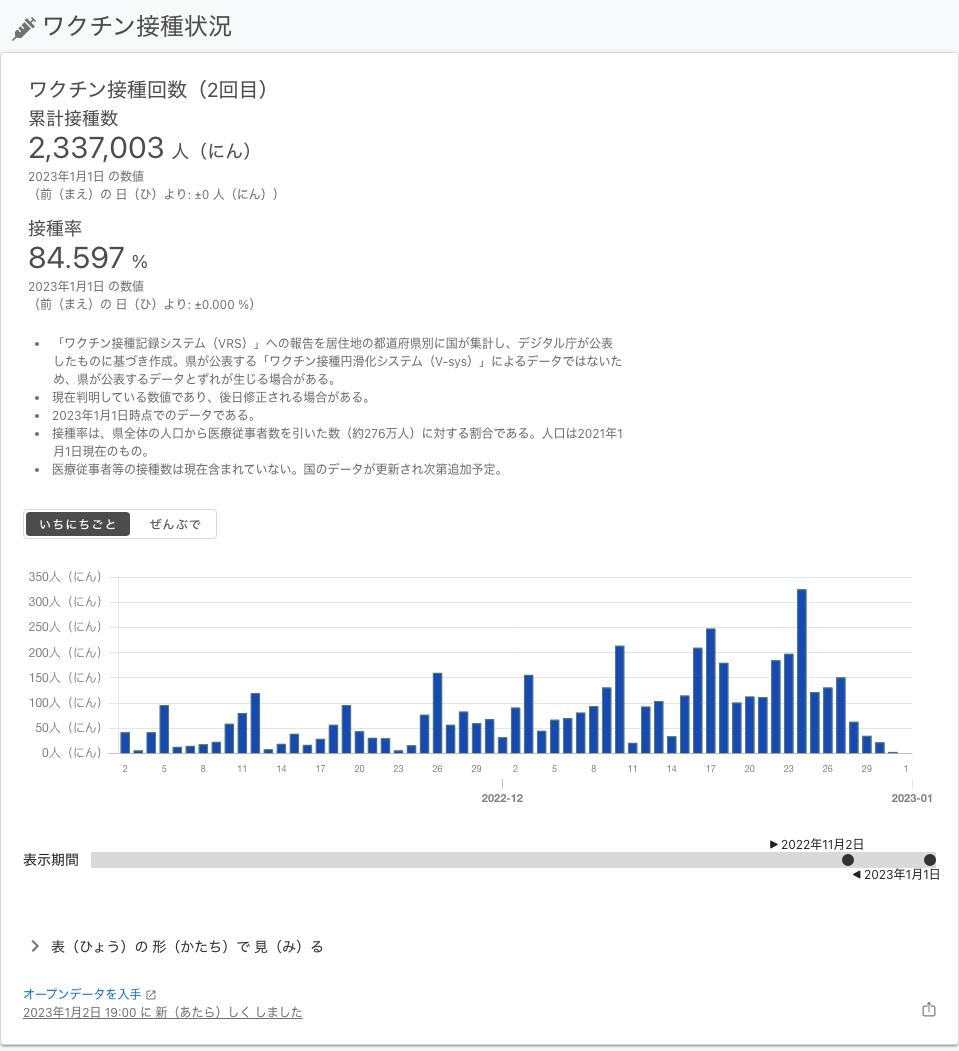 ワクチン接種状況
ワクチン接種回数（2回目）
累計接種数
2,337,003 人（にん）
2023年1月1日 の数値
（前（まえ）の 日（ひ）より: ±0 人（にん））
接種率
84.597 %
2023年1月1日 の数値
（前（まえ）の 日（ひ）より: ±0.000 %）
• 「ワクチン接種記録システム（VRS）」への報告を居住地の都道府県別に国が集計し、デジタル庁が公表
したものに基づき作成。県が公表する「ワクチン接種円滑化システム（V-sys）」によるデータではないた
め、県が公表するデータとずれが生じる場合がある。
• 現在判明している数値であり、後日修正される場合がある。
• 2023年1月1日時点でのデータである。
• 接種率は、県全体の人口から医療従事者数を引いた数（約276万人）に対する割合である。人口は2021年1
月1日現在のもの。
• 医療従事者等の接種数は現在含まれていない。国のデータが更新され次第追加予定。
いちにちごと ぜんぶで
350人（にん）
300人（にん）
250人（にん）
200人（にん）
150人（にん）
100人（にん）
50人（にん）
0人（にん）
2 5 8 11 14 17 20 23 26 29 2 5 8 11 14 17 20 23 26 29 1
2022-12 2023-01
▶ 2022年11月2日
表示期間
◀ 2023年1月1日
表（ひょう）の 形（かたち）で 見（み）る
オープンデータを入手
2023年1月2日 19:00 に 新（あたら）しく しました